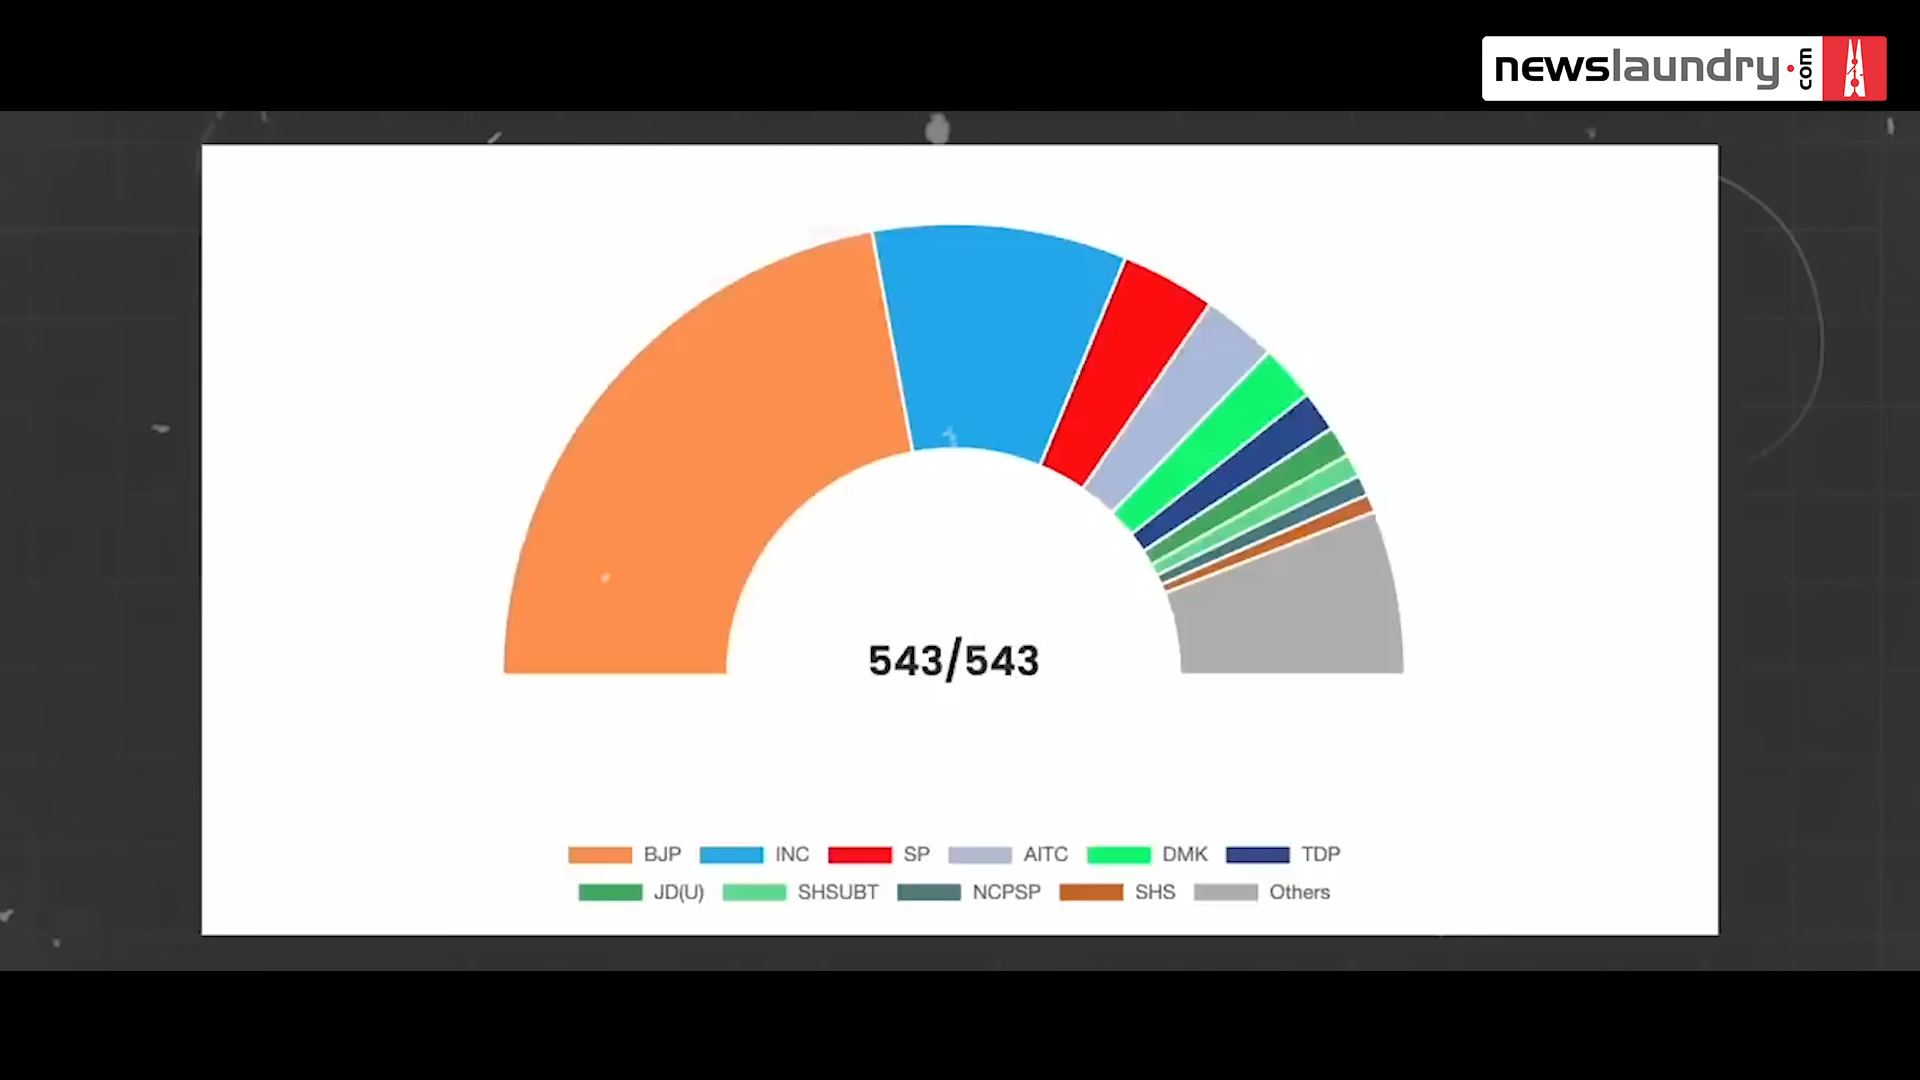 newslaundry.com
543/543
BJP INC SP AITC DMK TDP
JD(U) SHSUBT NCPSP SHS Others